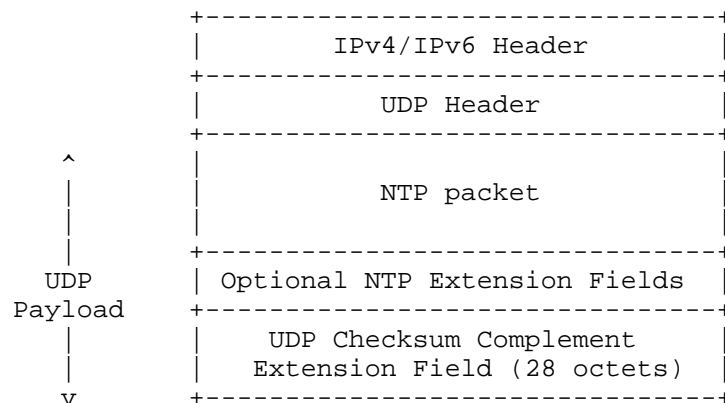 IPv4/IPv6 Header
UDP Header
NTP packet
UDP
Payload
Optional NTP Extension Fields
UDP Checksum Complement
Extension Field (28 octets)